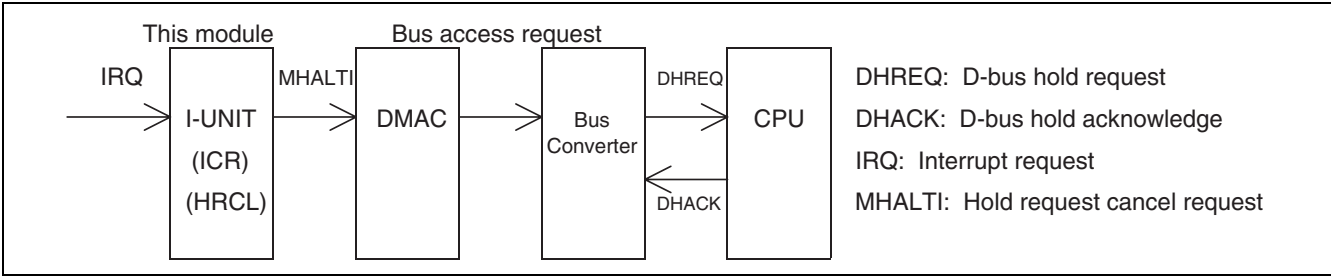 This module
Bus access request
IRQ
MHALTI
DHREQ
I-UNIT
(ICR)
(HRCL)
DMAC
Bus
Converter
CPU
DHACK
DHREQ: D-bus hold request
DHACK: D-bus hold acknowledge
IRQ: Interrupt request
MHALTI: Hold request cancel request